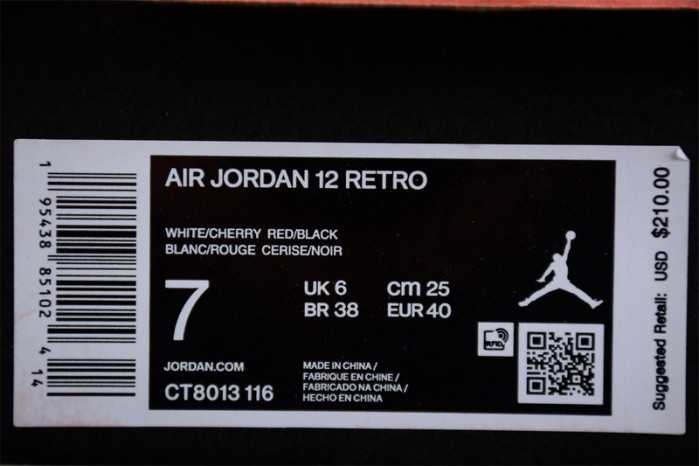 AIR JORDAN 12 RETRO
WHITE/CHERRY RED/BLACK
BLANC/ROUGE CERISE/NOIR
7
UK 6 cm 25
BR 38 EUR 40
JORDAN.COM
CT8013 116
MADE IN CHINA /
FABRIQUE EN CHINE /
FABRICADO NA CHINA /
HECHO EN CHINA
RFID
1 95438 85102 4 14
Suggested Retail: USD $210.00